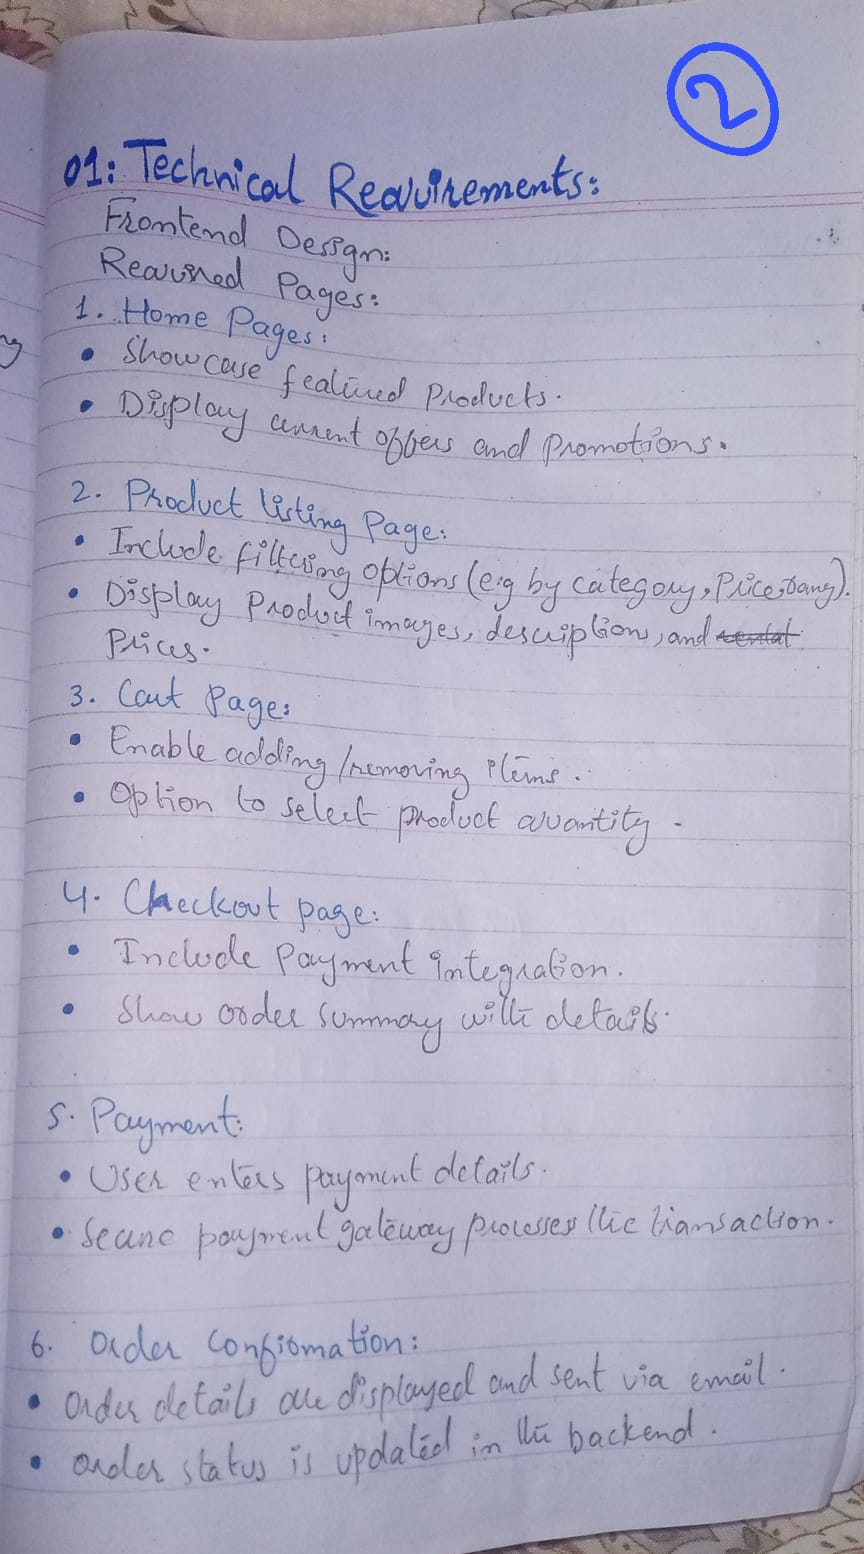 2
01: Technical Requirements:
Frontend Design:
Required Pages:
1. Home Pages:
• Showcase featured Products.
• Display current offers and promotions.
2. Product listing Page:
• Include filtering options (e.g by category, Price,
• Display Product images, description, and
Prices.
3. Cart Page:
• Enable adding/removing items.
• Option to select product quantity.
4. Checkout page:
• Include Payment integration.
• Show order summary with details.
5. Payment:
• User enters payment details.
• Secure payment gateway processes the transaction.
6. Order Confirmation:
• Order details are displayed and sent via email.
• Order status is updated in the backend.